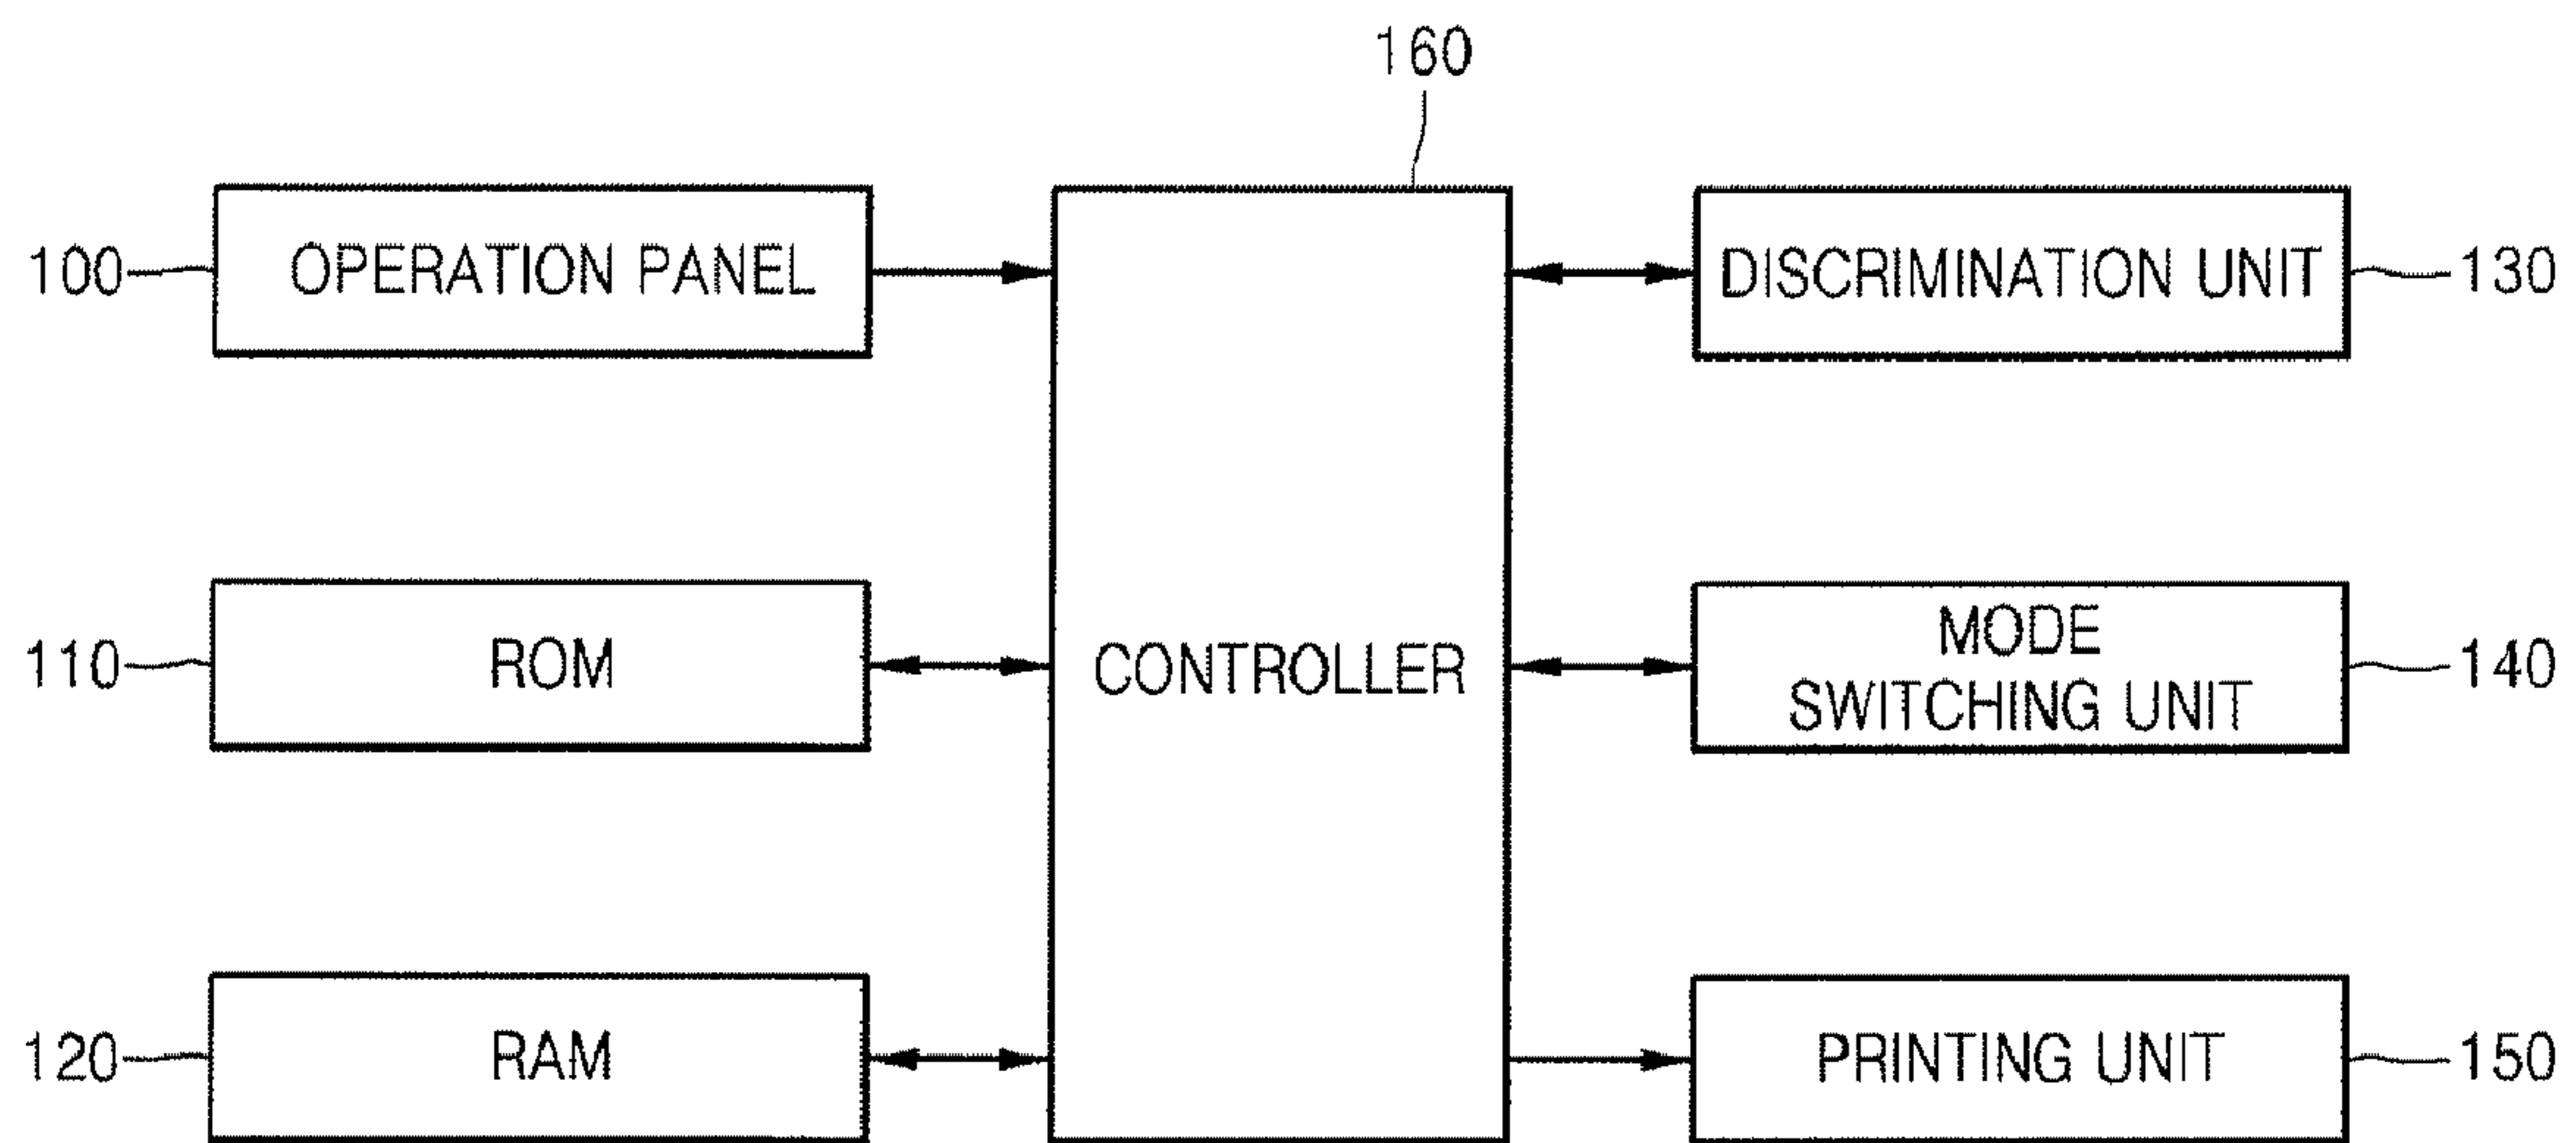 160
100
OPERATION PANEL
DISCRIMINATION UNIT
130
110
ROM
CONTROLLER
MODE
SWITCHING UNIT
140
120
RAM
PRINTING UNIT
150